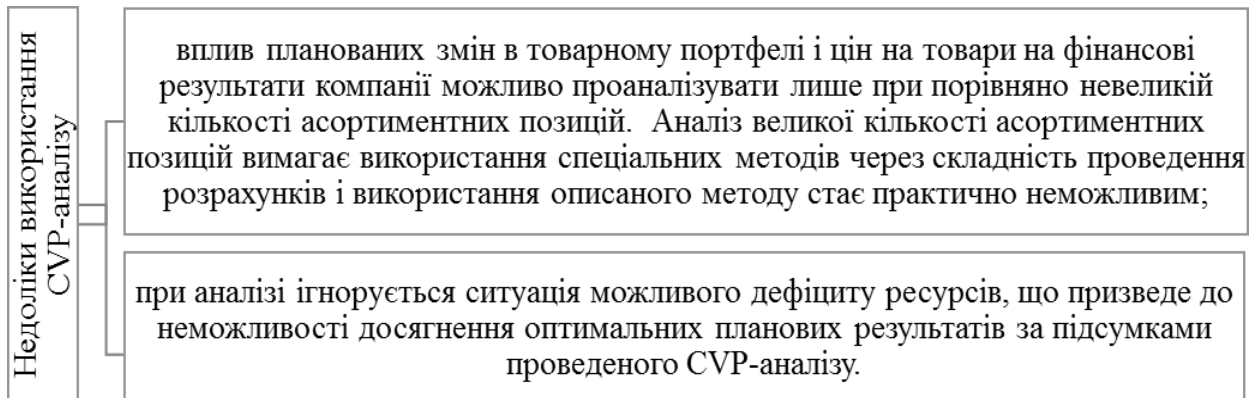 Недоліки використання
CVP-аналізу
вплив планованих змін в товарному портфелі і цін на товари на фінансові
результати компанії можливо проаналізувати лише при порівняно невеликій
кількості асортиментних позицій. Аналіз великої кількості асортиментних
позицій вимагає використання спеціальних методів через складність проведення
розрахунків і використання описаного методу стає практично неможливим;
при аналізі ігнорується ситуація можливого дефіциту ресурсів, що призведе до
неможливості досягнення оптимальних планових результатів за підсумками
проведеного CVP-аналізу.